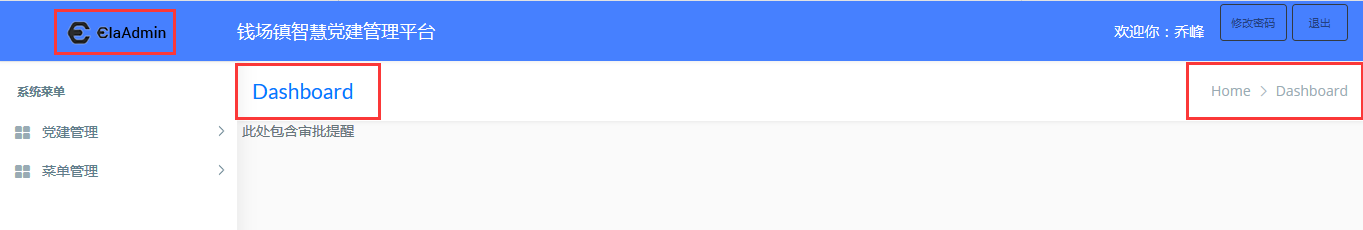 ElaAdmin
钱场镇智慧党建管理平台
欢迎你：乔峰
修改密码
退出
系统菜单
Dashboard
Home > Dashboard
党建管理
此处包含审批提醒
菜单管理